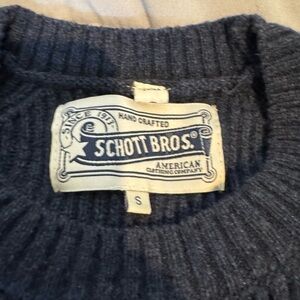 SINCE 1913
HAND CRAFTED
SCHOTT BROS.®
AMERICAN
CLOTHING COMPANY
S